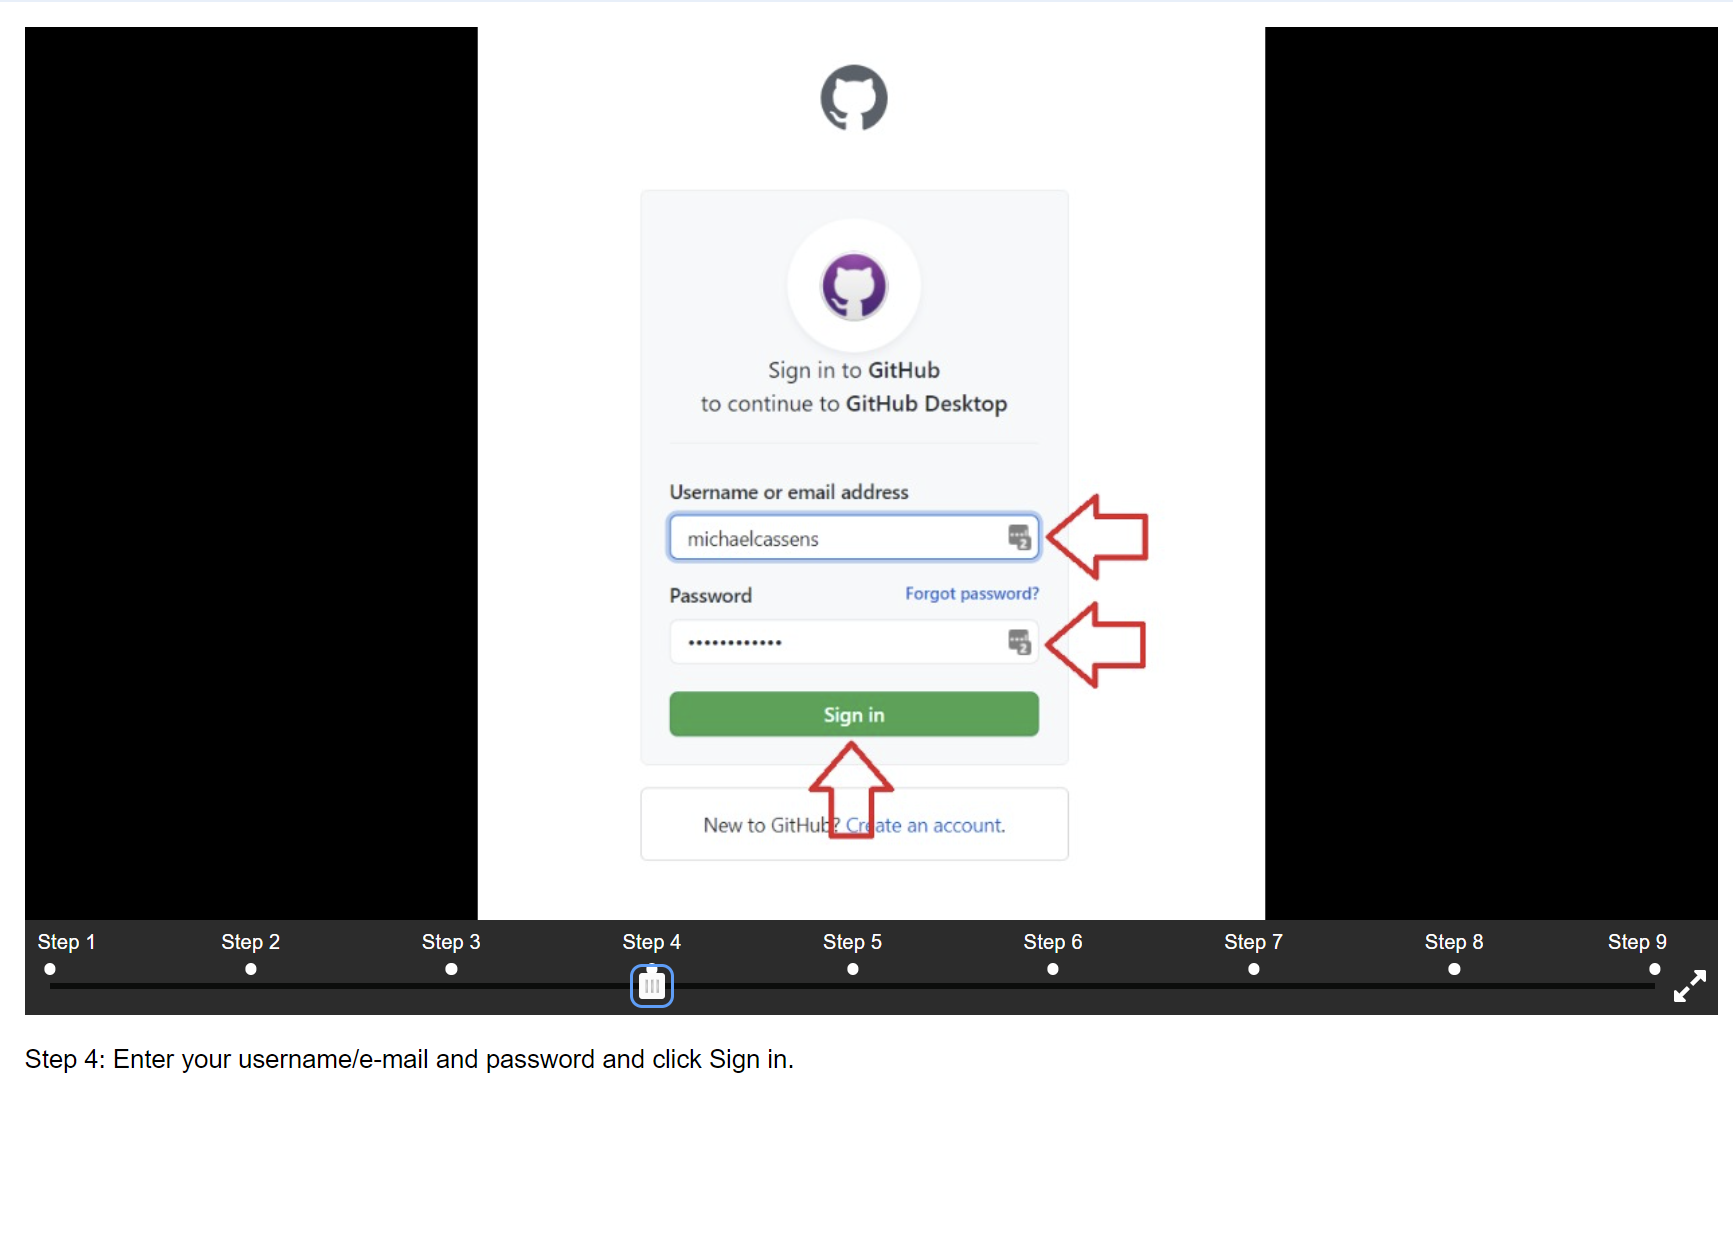 Sign in to GitHub
to continue to GitHub Desktop
Username or email address
michaelcassens
Password Forgot password?
••••••••••••
Sign in
New to GitHub? Create an account.
Step 1 Step 2 Step 3 Step 4 Step 5 Step 6 Step 7 Step 8 Step 9
Step 4: Enter your username/e-mail and password and click Sign in.